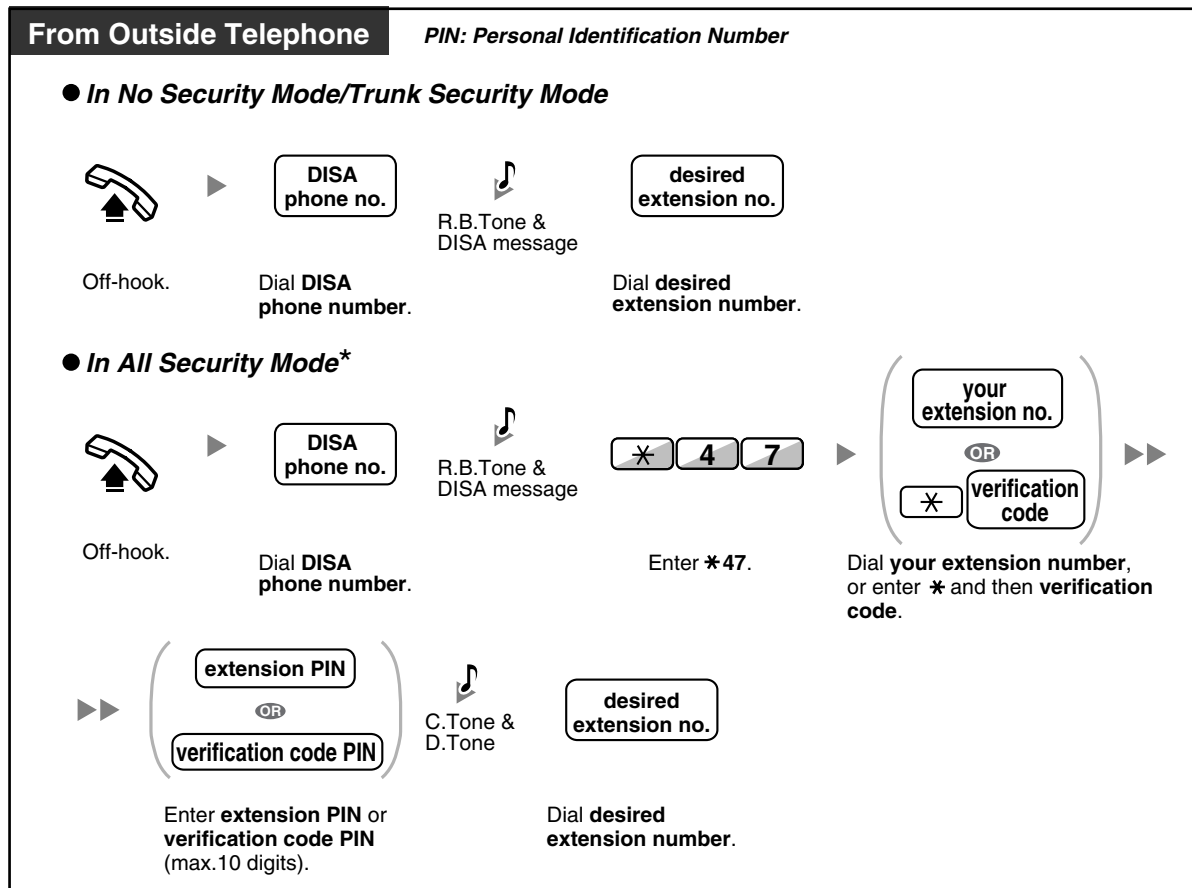 From Outside Telephone
PIN: Personal Identification Number
● In No Security Mode/Trunk Security Mode
DISA
phone no.
R.B.Tone &
DISA message
desired
extension no.
Off-hook.
Dial DISA
phone number.
Dial desired
extension number.
● In All Security Mode*
DISA
phone no.
R.B.Tone &
DISA message
* 4 7
your
extension no.
OR
* verification
code
Off-hook.
Dial DISA
phone number.
Enter *47.
Dial your extension number,
or enter * and then verification
code.
extension PIN
OR
verification code PIN
C.Tone &
D.Tone
desired
extension no.
Enter extension PIN or
verification code PIN
(max.10 digits).
Dial desired
extension number.